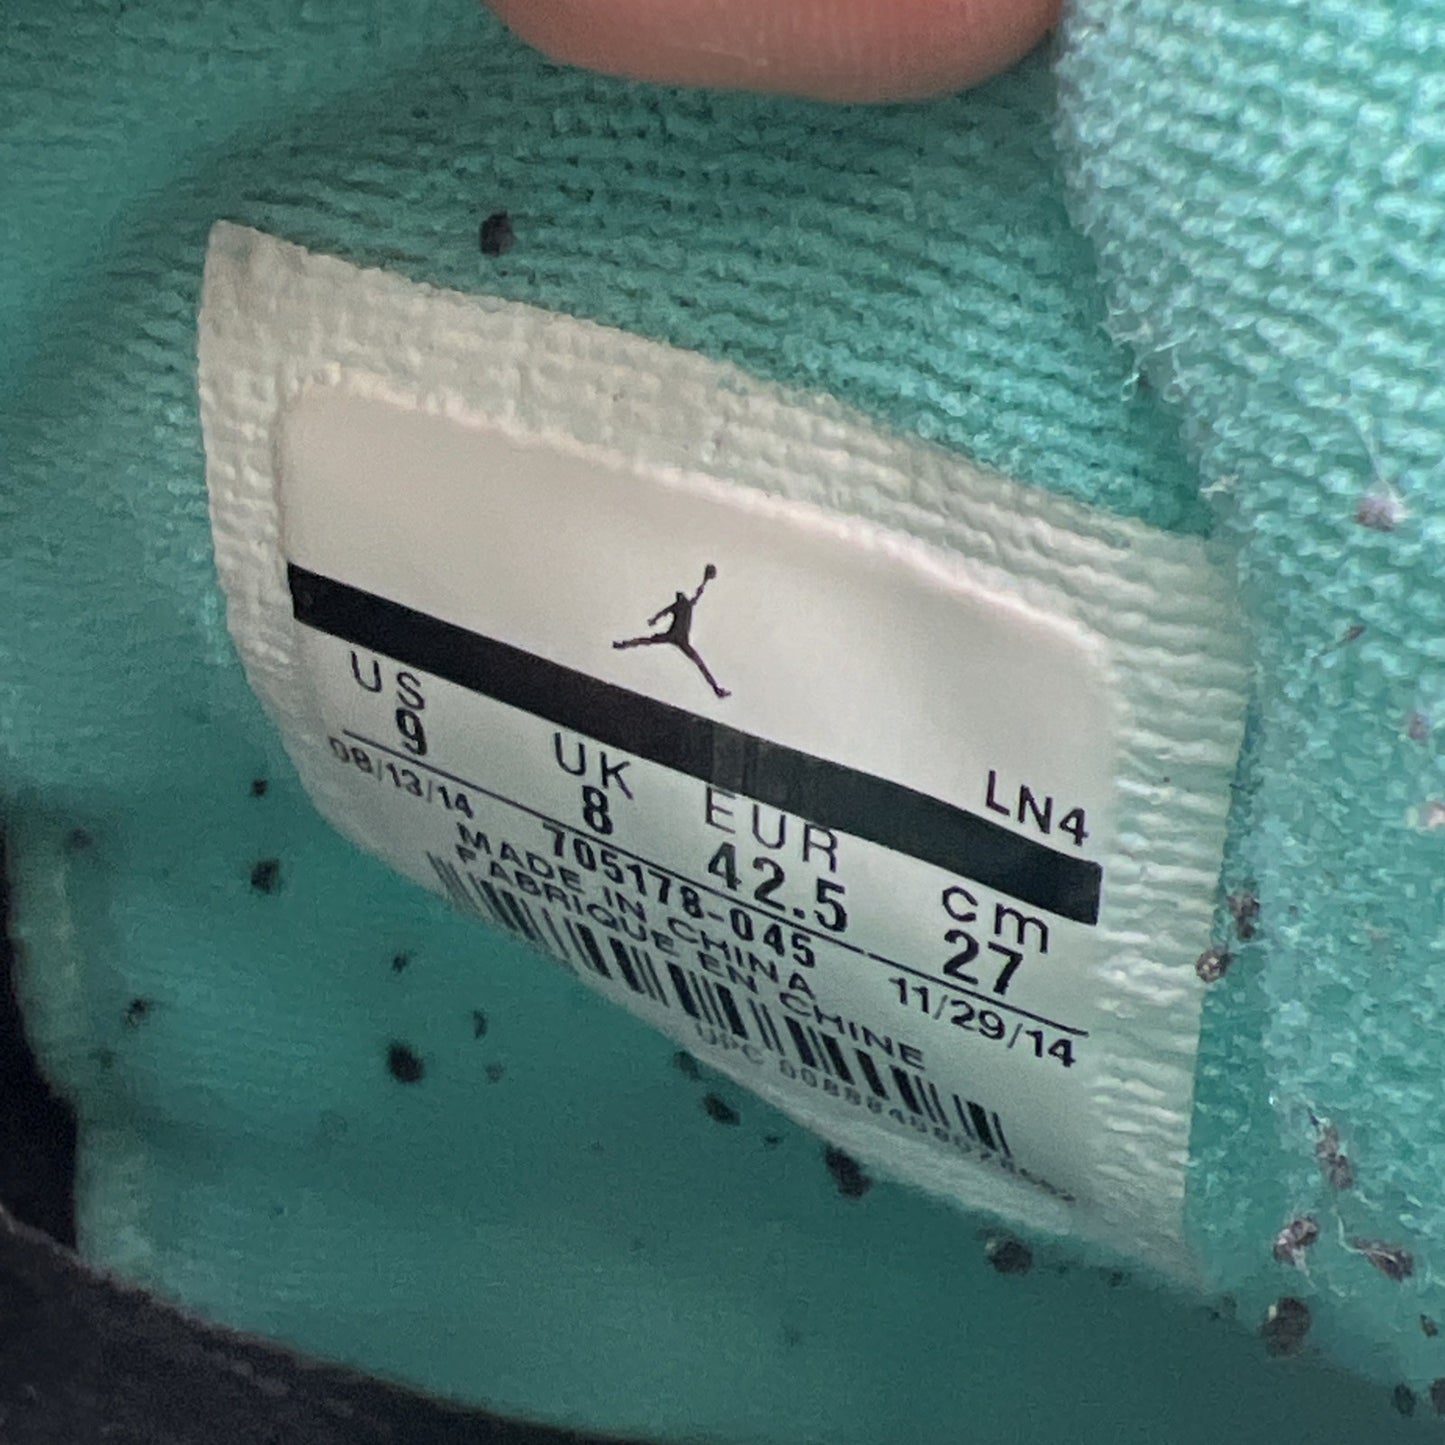 LN4
US UK EUR cm
9 8 42.5 27
08/13/14 705178-045 11/29/14
MADE IN CHINA
FABRIQUE EN CHINE
UPC